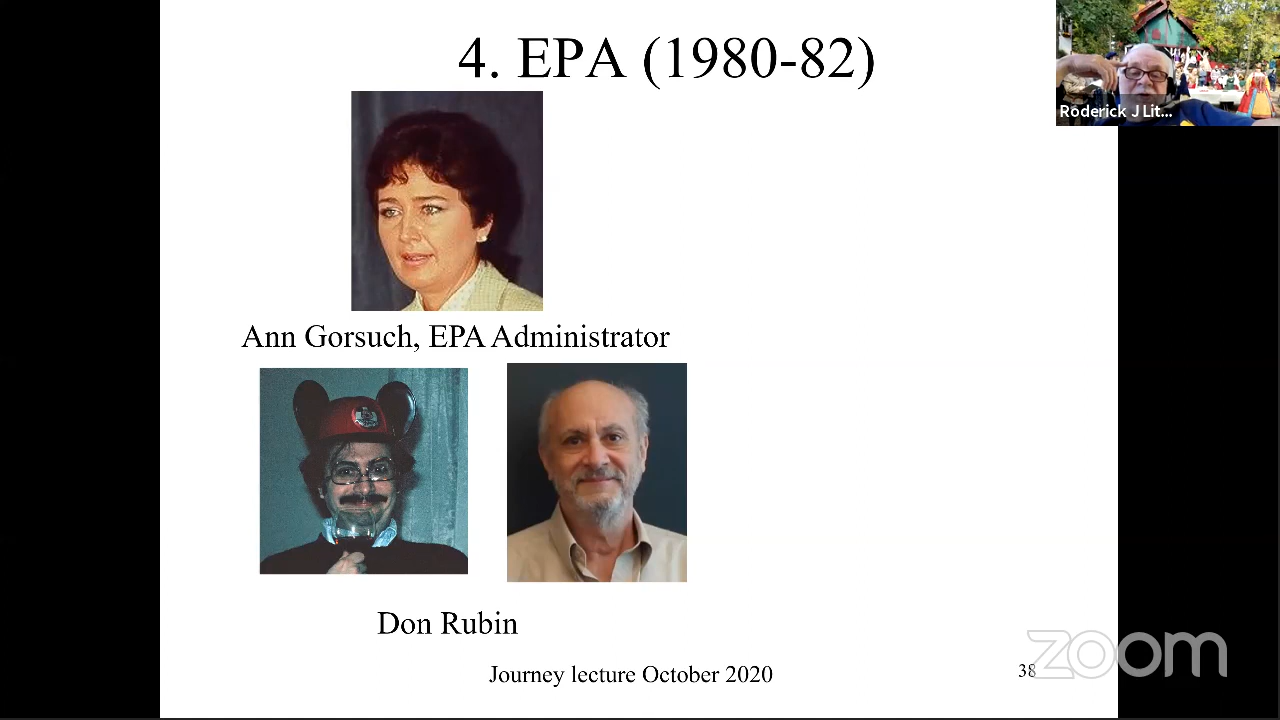 4. EPA (1980-82)
Roderick J Lit...
Ann Gorsuch, EPA Administrator
Don Rubin
Journey lecture October 2020
38
zoom